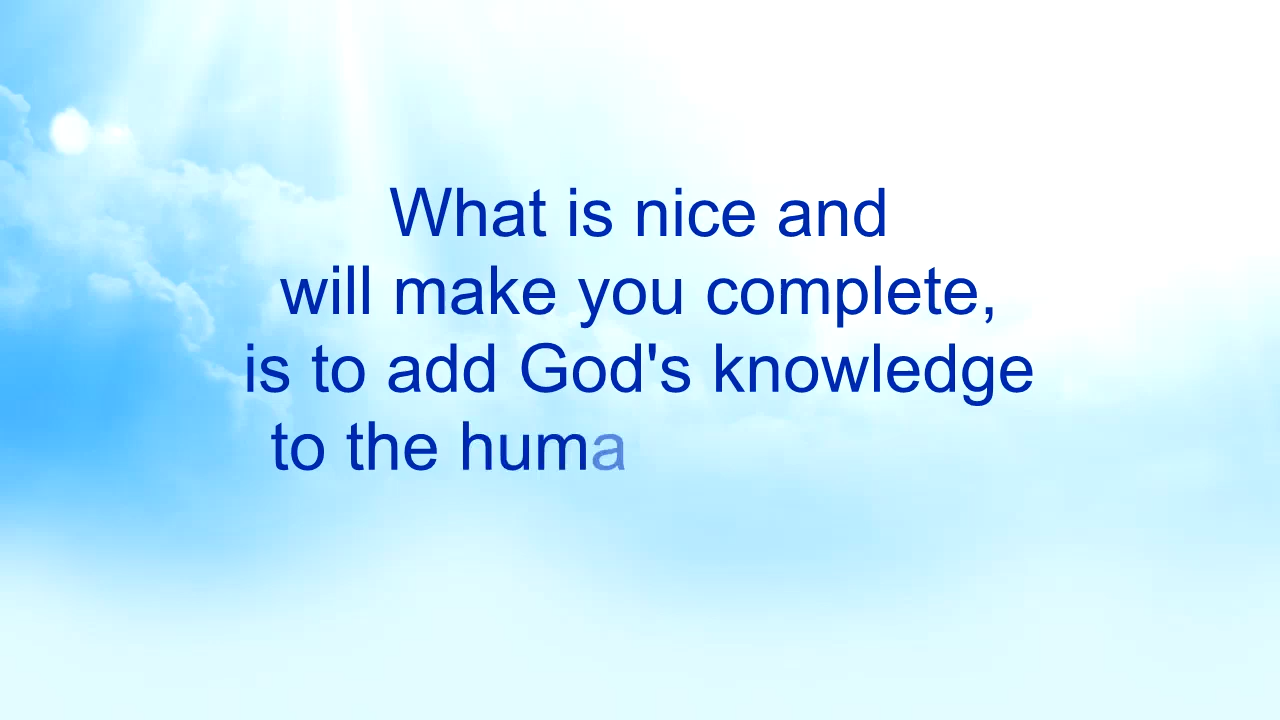 What is nice and
will make you complete,
is to add God's knowledge
to the huma